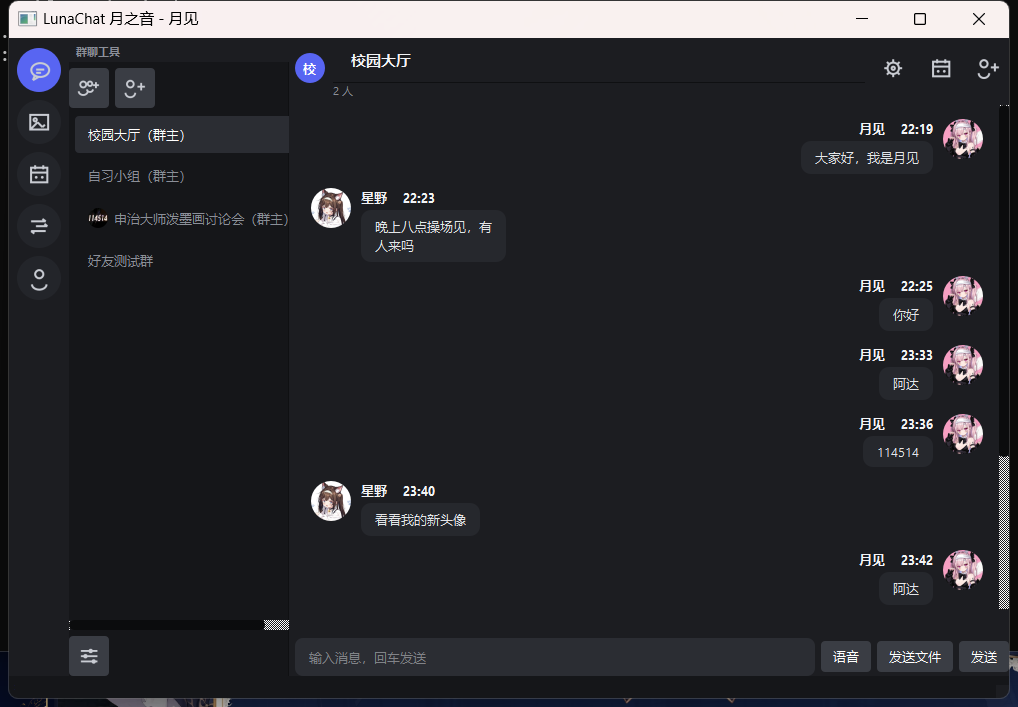 LunaChat 月之音 - 月见
群聊工具
校园大厅（群主）
自习小组（群主）
114514 申治大师泼墨画讨论会（群主）
好友测试群
校
校园大厅
2 人
月见 22:19
大家好，我是月见
星野 22:23
晚上八点操场见，有
人来吗
月见 22:25
你好
月见 23:33
阿达
月见 23:36
114514
星野 23:40
看看我的新头像
月见 23:42
阿达
输入消息，回车发送
语音
发送文件
发送